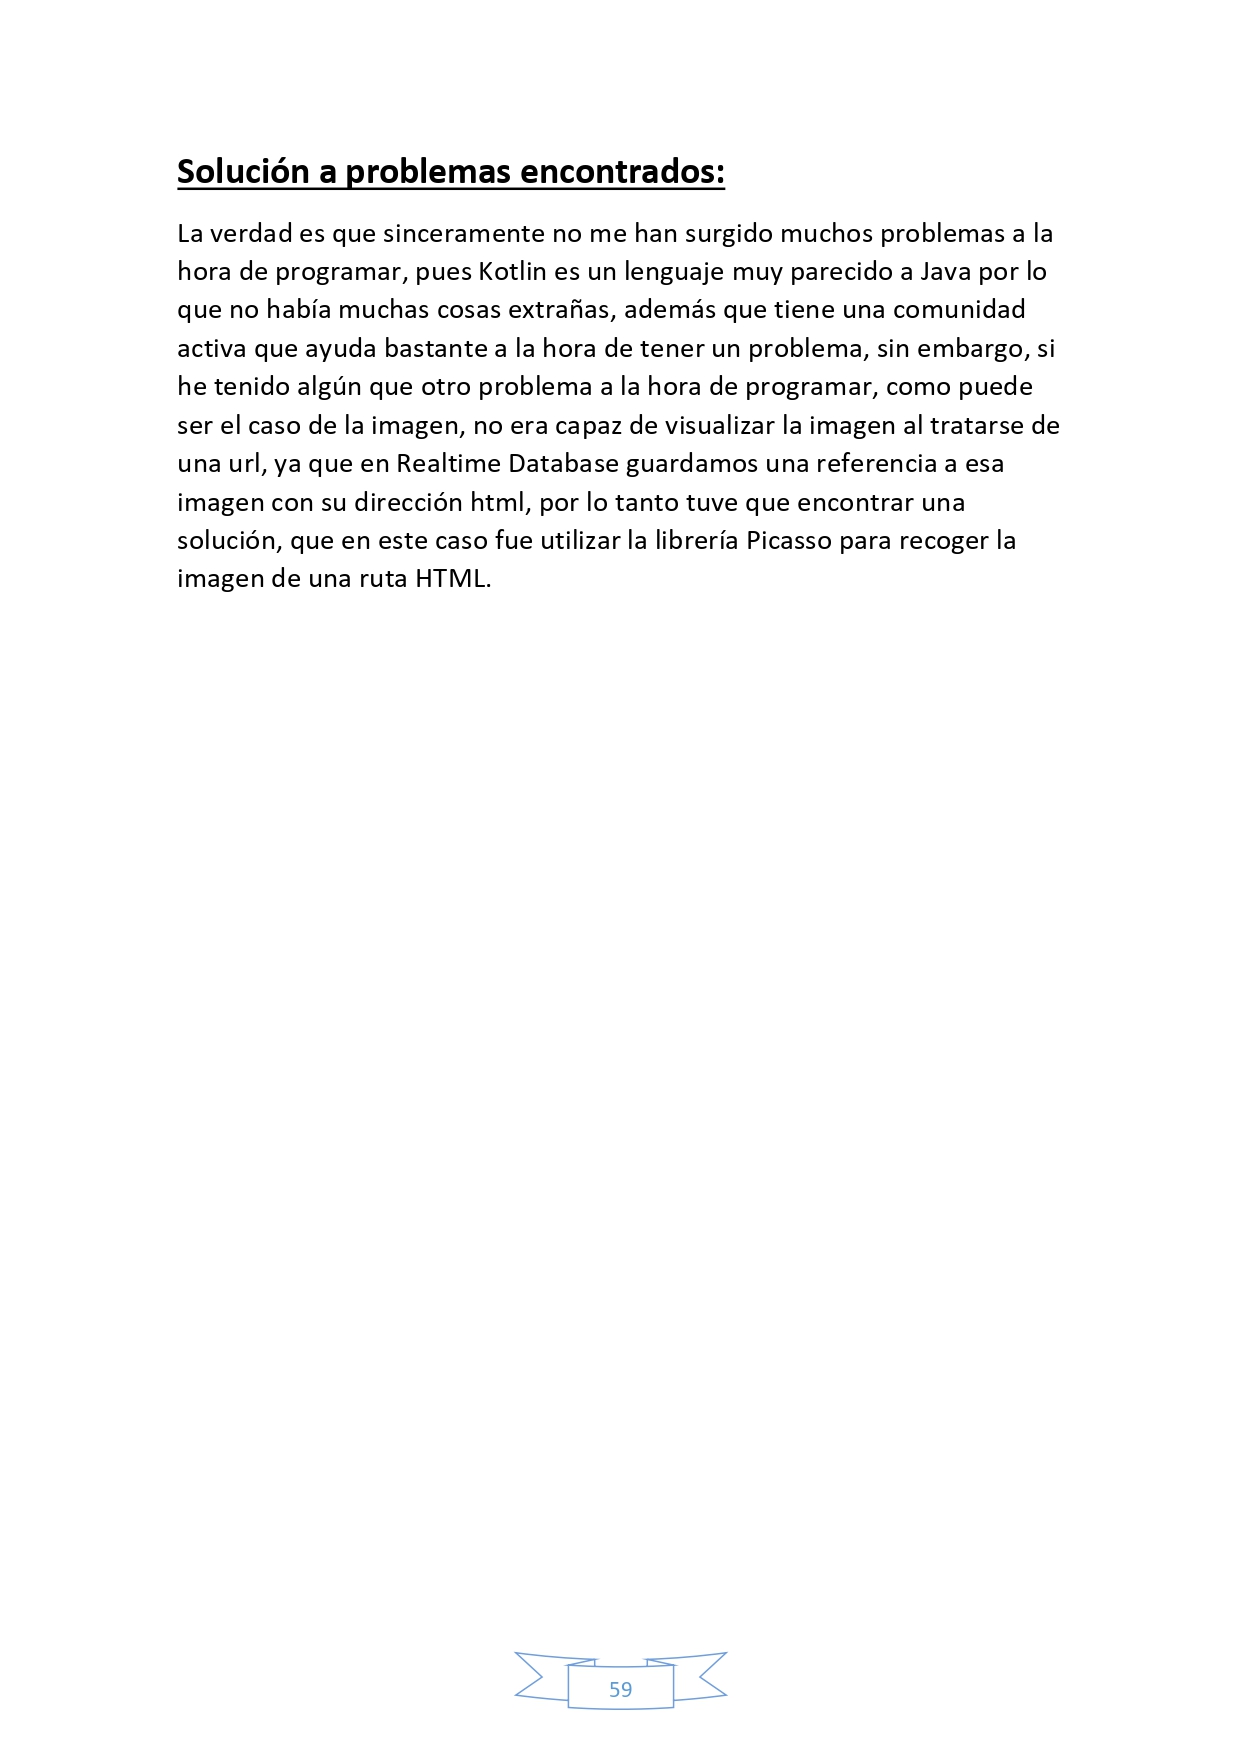 Solución a problemas encontrados:
La verdad es que sinceramente no me han surgido muchos problemas a la
hora de programar, pues Kotlin es un lenguaje muy parecido a Java por lo
que no había muchas cosas extrañas, además que tiene una comunidad
activa que ayuda bastante a la hora de tener un problema, sin embargo, si
he tenido algún que otro problema a la hora de programar, como puede
ser el caso de la imagen, no era capaz de visualizar la imagen al tratarse de
una url, ya que en Realtime Database guardamos una referencia a esa
imagen con su dirección html, por lo tanto tuve que encontrar una
solución, que en este caso fue utilizar la librería Picasso para recoger la
imagen de una ruta HTML.
59